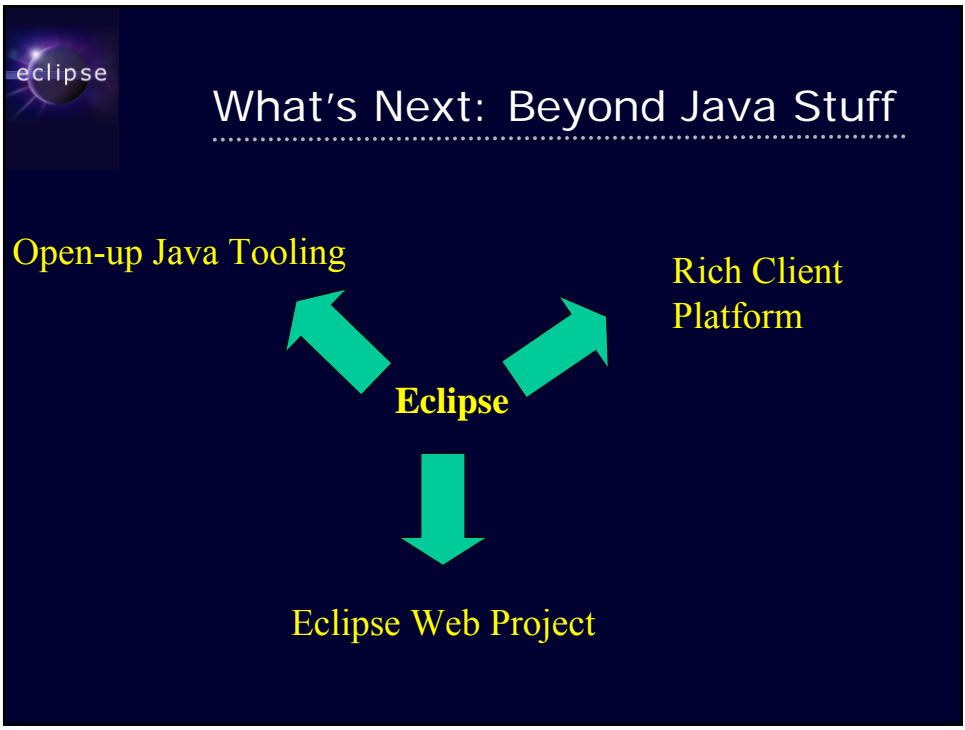 eclipse
What's Next: Beyond Java Stuff
Open-up Java Tooling
Rich Client
Platform
Eclipse
Eclipse Web Project